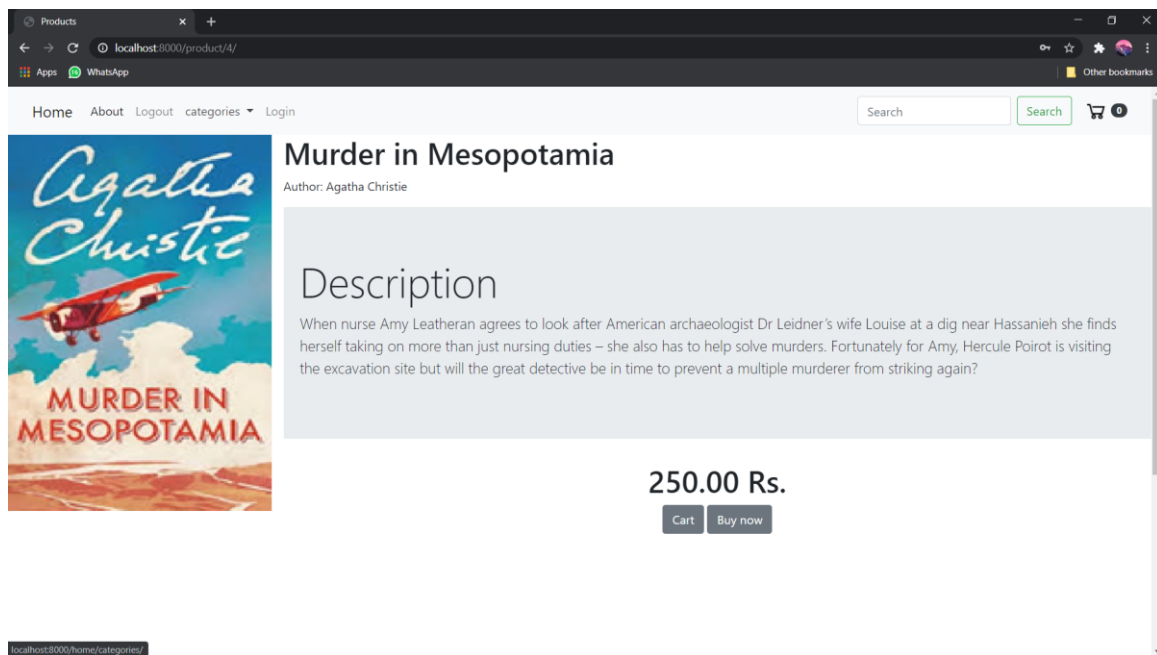 Products
localhost:8000/product/4/
Apps WhatsApp Other bookmarks
Home About Logout categories Login Search Search 0
Agatha
Christie
MURDER IN
MESOPOTAMIA
Murder in Mesopotamia
Author: Agatha Christie
Description
When nurse Amy Leatheran agrees to look after American archaeologist Dr Leidner's wife Louise at a dig near Hassanieh she finds
herself taking on more than just nursing duties – she also has to help solve murders. Fortunately for Amy, Hercule Poirot is visiting
the excavation site but will the great detective be in time to prevent a multiple murderer from striking again?
250.00 Rs.
Cart Buy now
localhost:8000/home/categories/